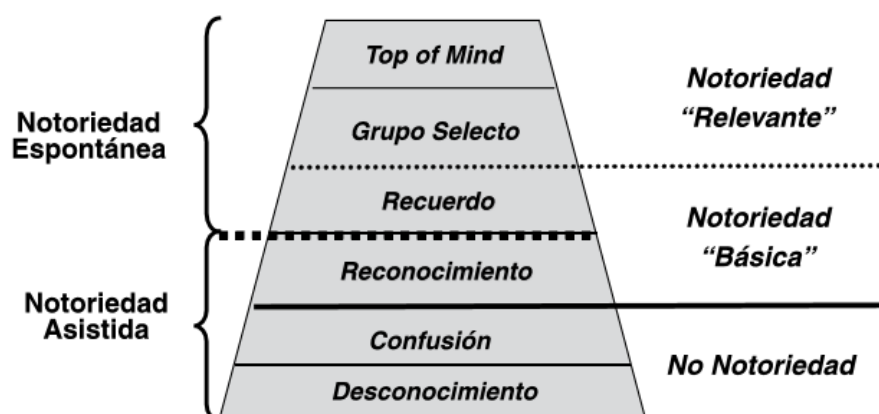 Top of Mind
Notoriedad
“Relevante”
Notoriedad
Espontánea
Grupo Selecto
Recuerdo
Notoriedad
“Básica”
Reconocimiento
Notoriedad
Asistida
Confusión
No Notoriedad
Desconocimiento